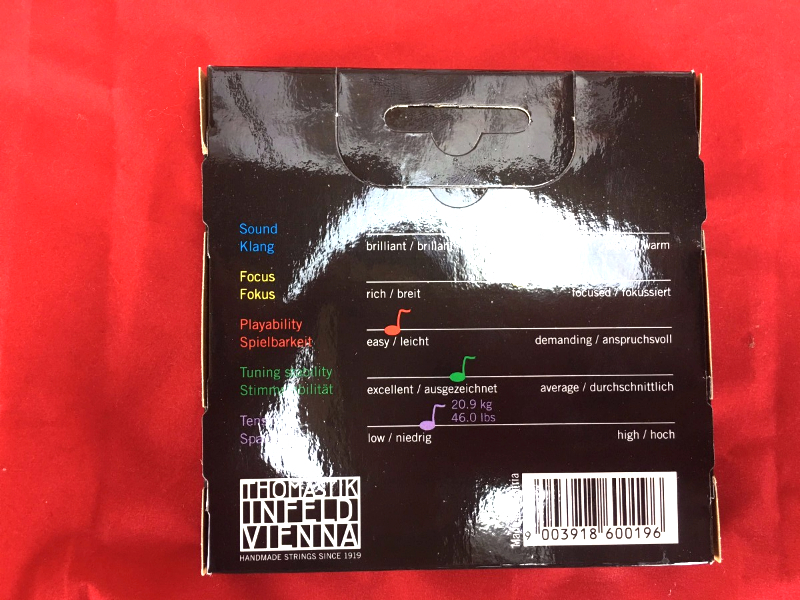 Sound
Klang
brilliant /
warm
Focus
Fokus
rich / breit
focused / fokussiert
Playability
Spielbarkeit
easy / leicht
demanding / anspruchsvoll
Tuning stability
excellent / ausgezeichnet
average / durchschnittlich
20.9 kg
46.0 lbs
low / niedrig
high / hoch
THOMASTIK
INFELD
VIENNA
HANDMADE STRINGS SINCE 1919
9 003918 600196